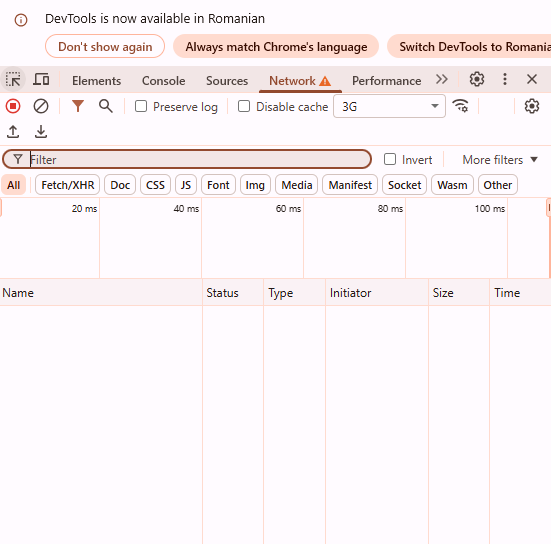 DevTools is now available in Romanian
Don't show again Always match Chrome's language Switch DevTools to Romania
Elements Console Sources Network Performance
Preserve log Disable cache 3G
Filter Invert More filters
All Fetch/XHR Doc CSS JS Font Img Media Manifest Socket Wasm Other
20 ms 40 ms 60 ms 80 ms 100 ms
Name Status Type Initiator Size Time